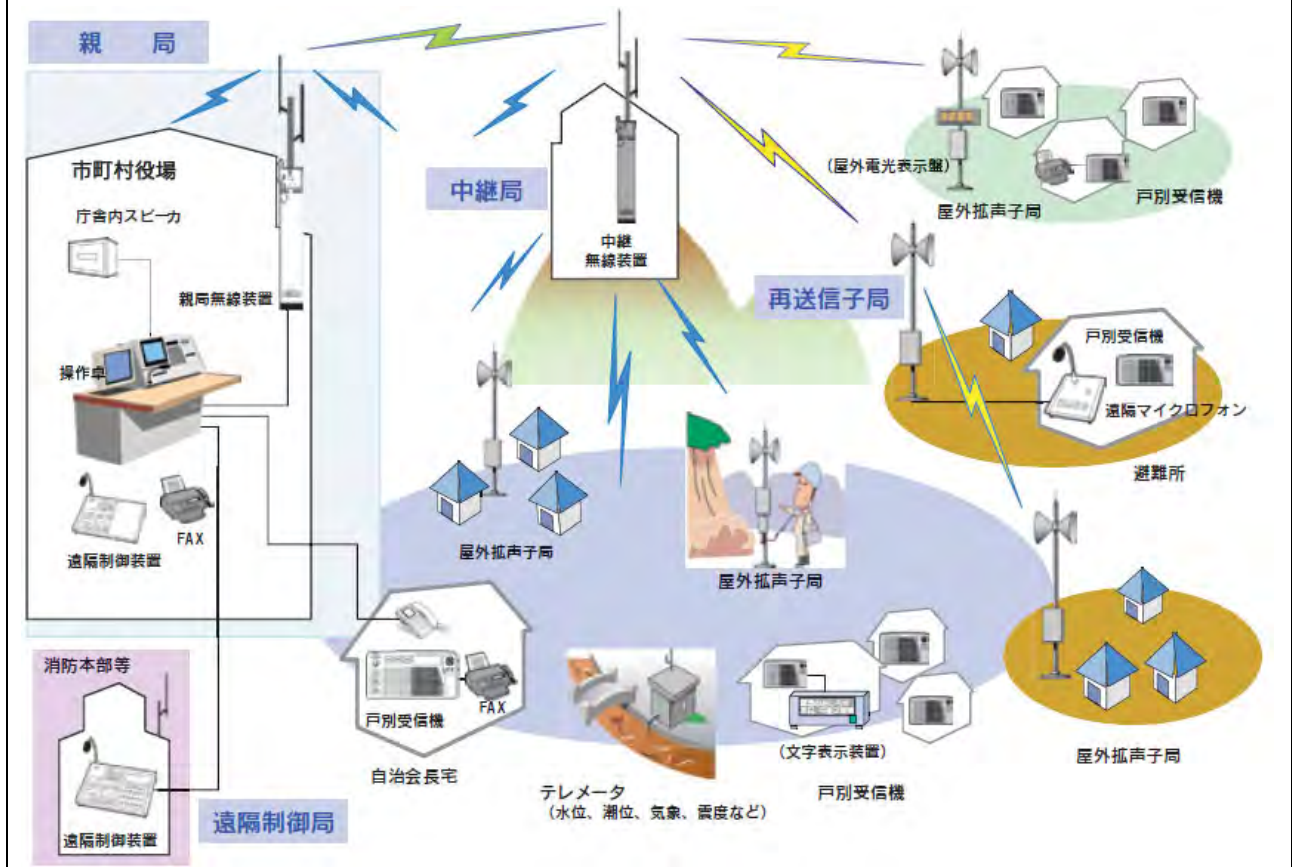 親　局
市町村役場
庁舎内スピーカ
親局無線装置
操作卓
遠隔制御装置
FAX
消防本部等
遠隔制御装置
遠隔制御局
中継局
中継
無線装置
屋外拡声子局
屋外拡声子局
戸別受信機
FAX
自治会長宅
テレメータ
（水位、潮位、気象、震度など）
（文字表示装置）
戸別受信機
（屋外電光表示盤）
屋外拡声子局
戸別受信機
再送信子局
戸別受信機
遠隔マイクロフォン
避難所
屋外拡声子局